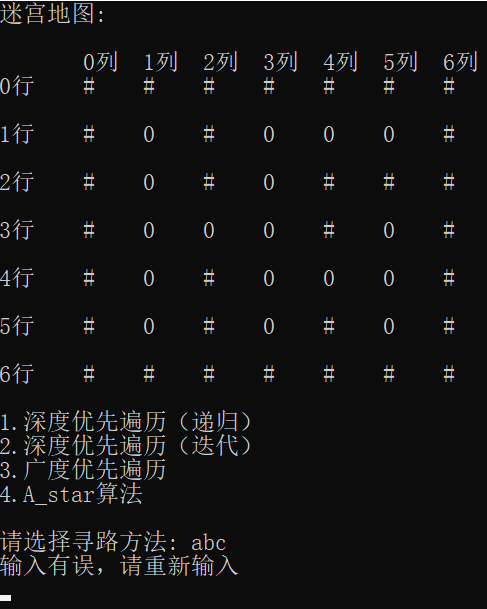 迷宫地图:
0列 1列 2列 3列 4列 5列 6列
0行 # # # # # # #
1行 # 0 # 0 0 0 #
2行 # 0 # 0 # # #
3行 # 0 0 0 # 0 #
4行 # 0 # 0 0 0 #
5行 # 0 # 0 # 0 #
6行 # # # # # # #
1.深度优先遍历（递归）
2.深度优先遍历（迭代）
3.广度优先遍历
4.A_star算法
请选择寻路方法: abc
输入有误，请重新输入